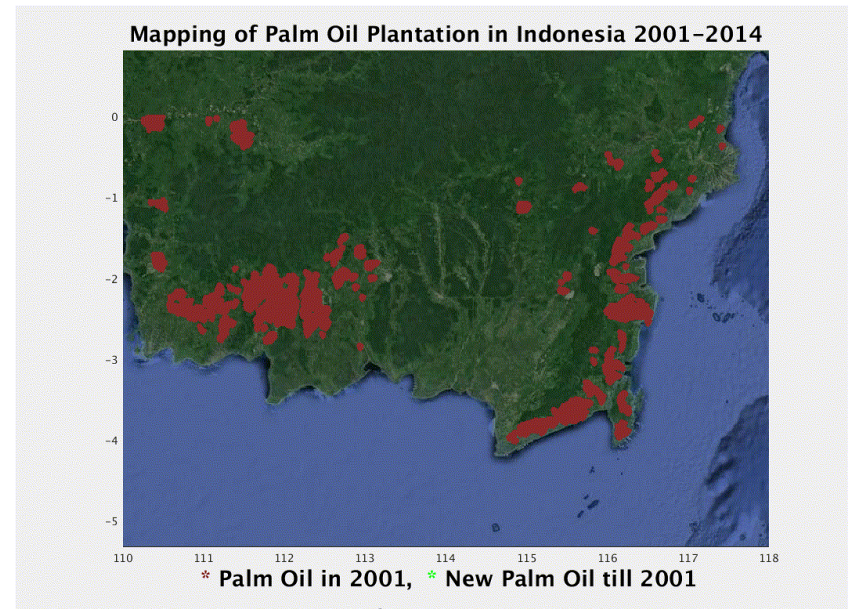 Mapping of Palm Oil Plantation in Indonesia 2001-2014
0
-1
-2
-3
-4
-5
110 111 112 113 114 115 116 117 118
* Palm Oil in 2001, * New Palm Oil till 2001